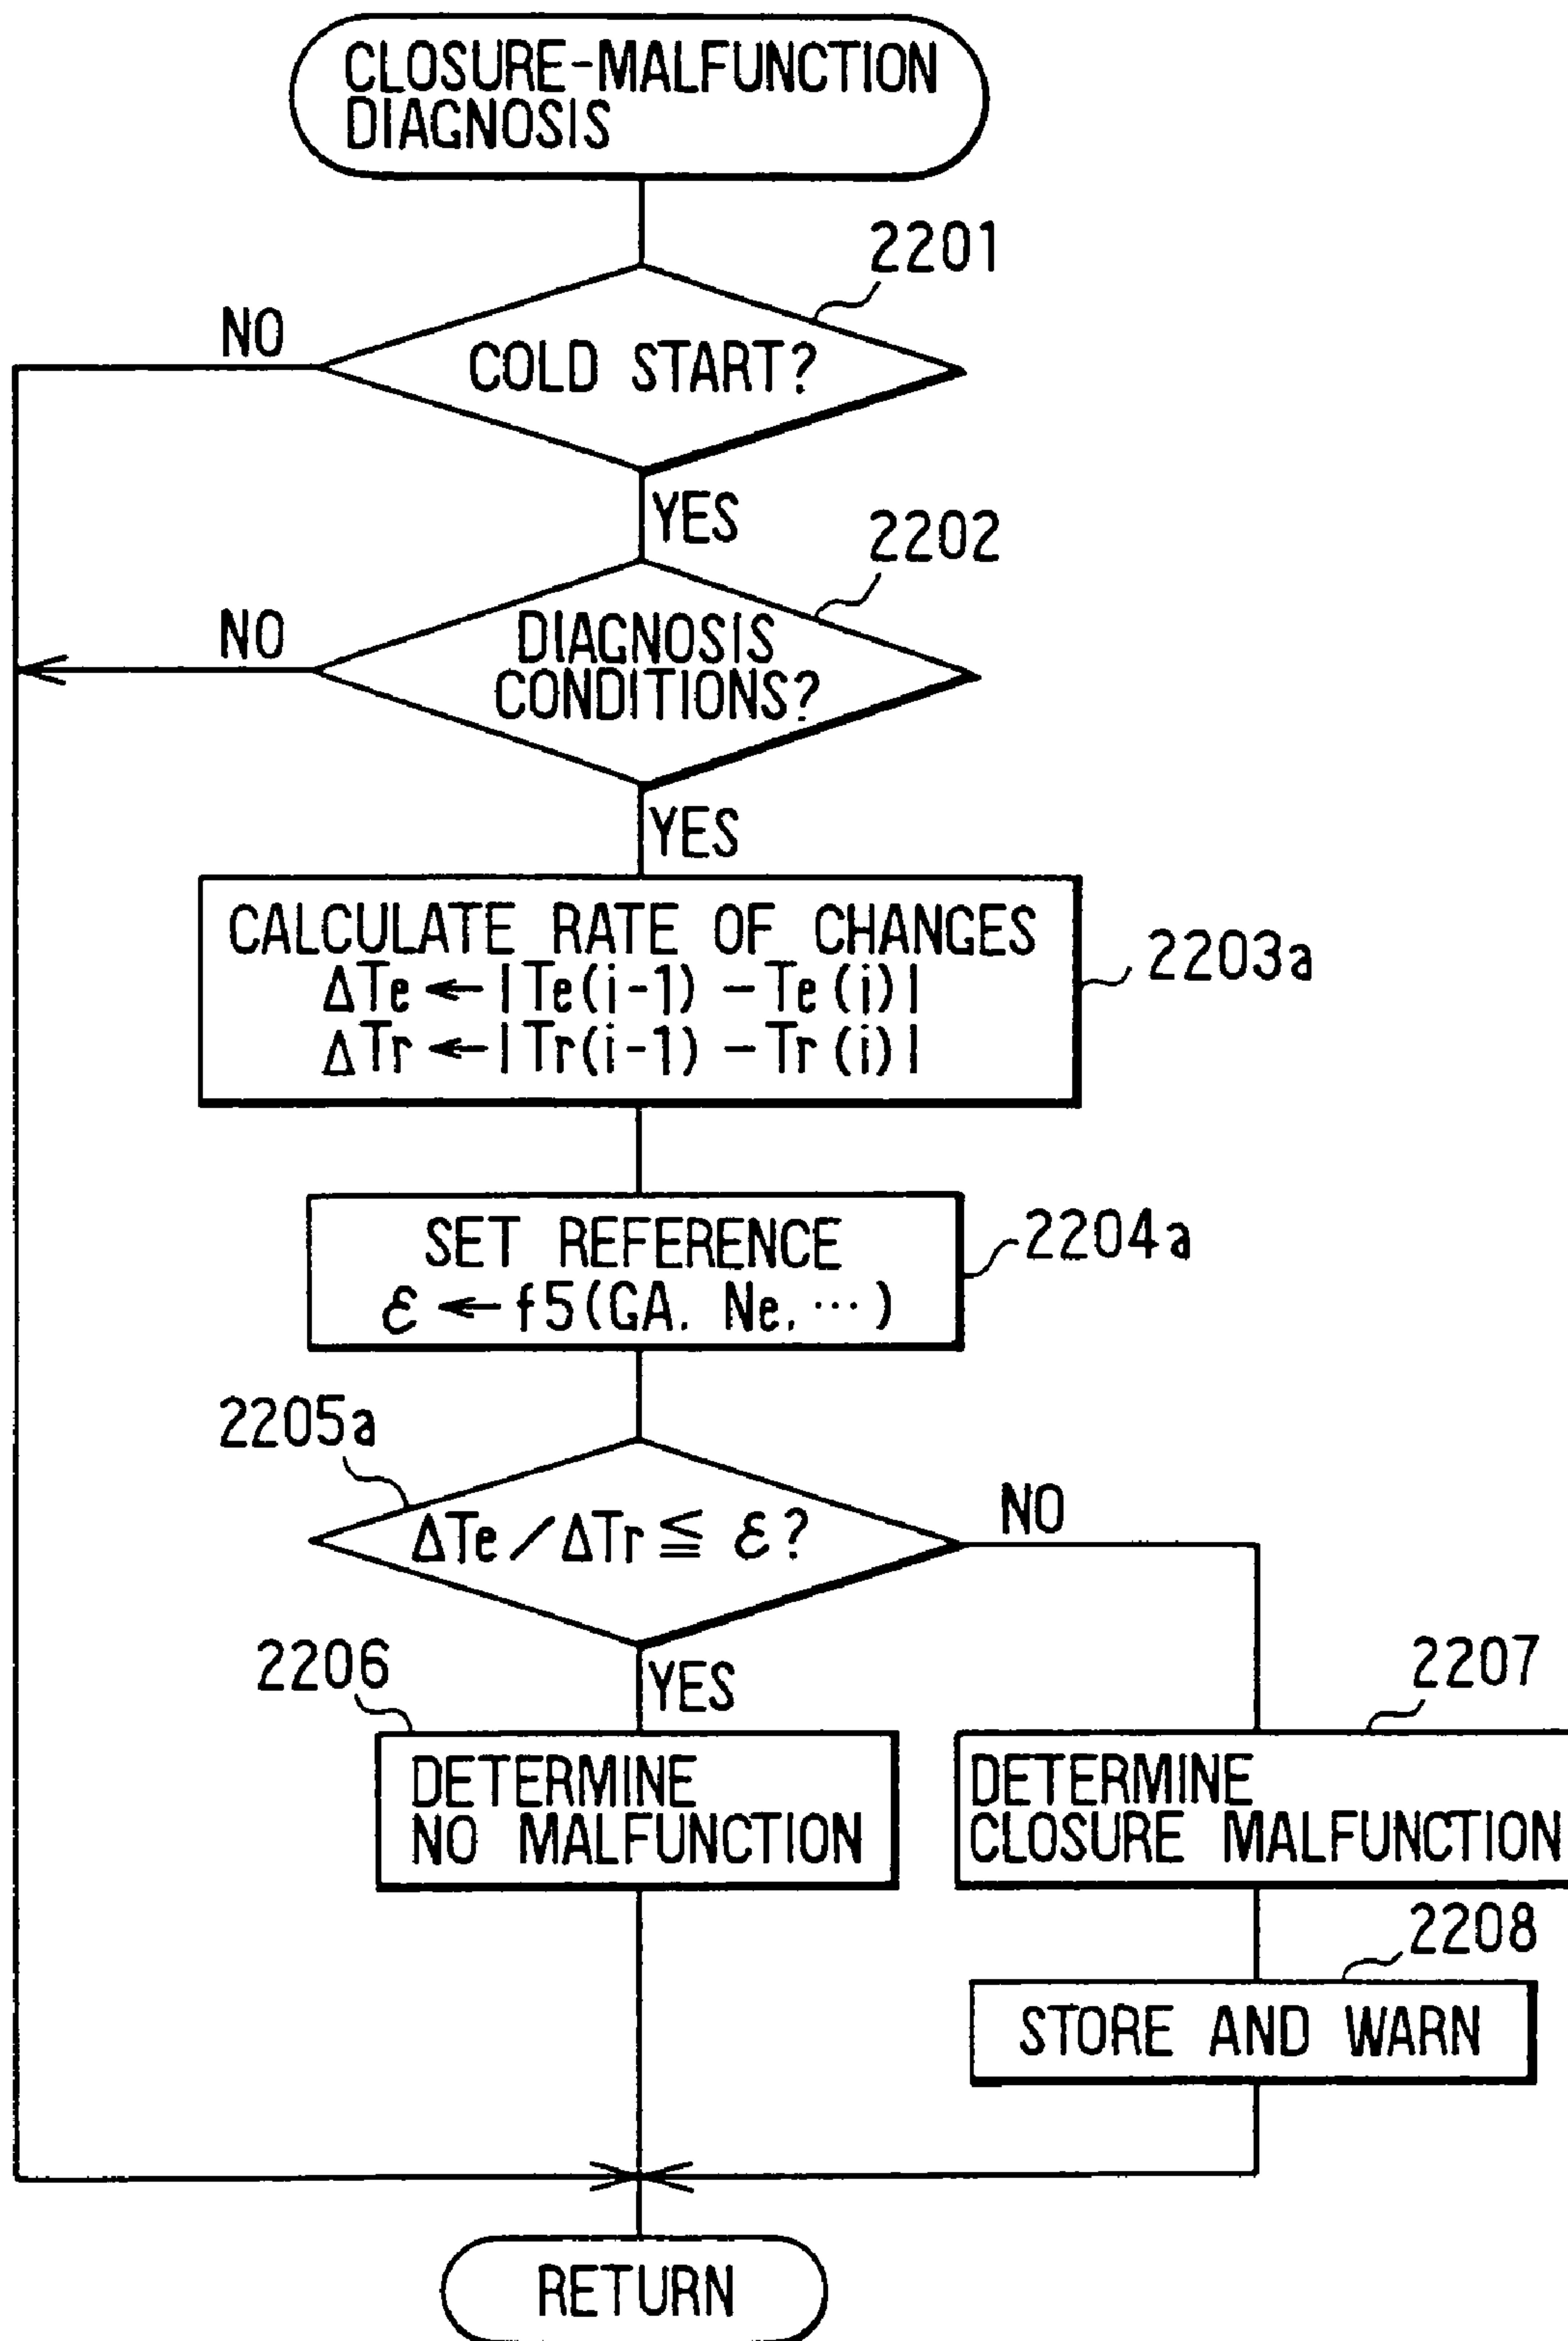 CLOSURE-MALFUNCTION
DIAGNOSIS
2201
NO
COLD START?
YES
2202
NO
DIAGNOSIS
CONDITIONS?
YES
CALCULATE RATE OF CHANGES
ΔTe ← |Te(i-1) - Te(i)|
ΔTr ← |Tr(i-1) - Tr(i)|
2203a
SET REFERENCE
ε ← f5(GA. Ne. ⋯)
2204a
2205a
ΔTe/ΔTr ≦ ε?
NO
YES
2206
DETERMINE
NO MALFUNCTION
2207
DETERMINE
CLOSURE MALFUNCTION
2208
STORE AND WARN
RETURN